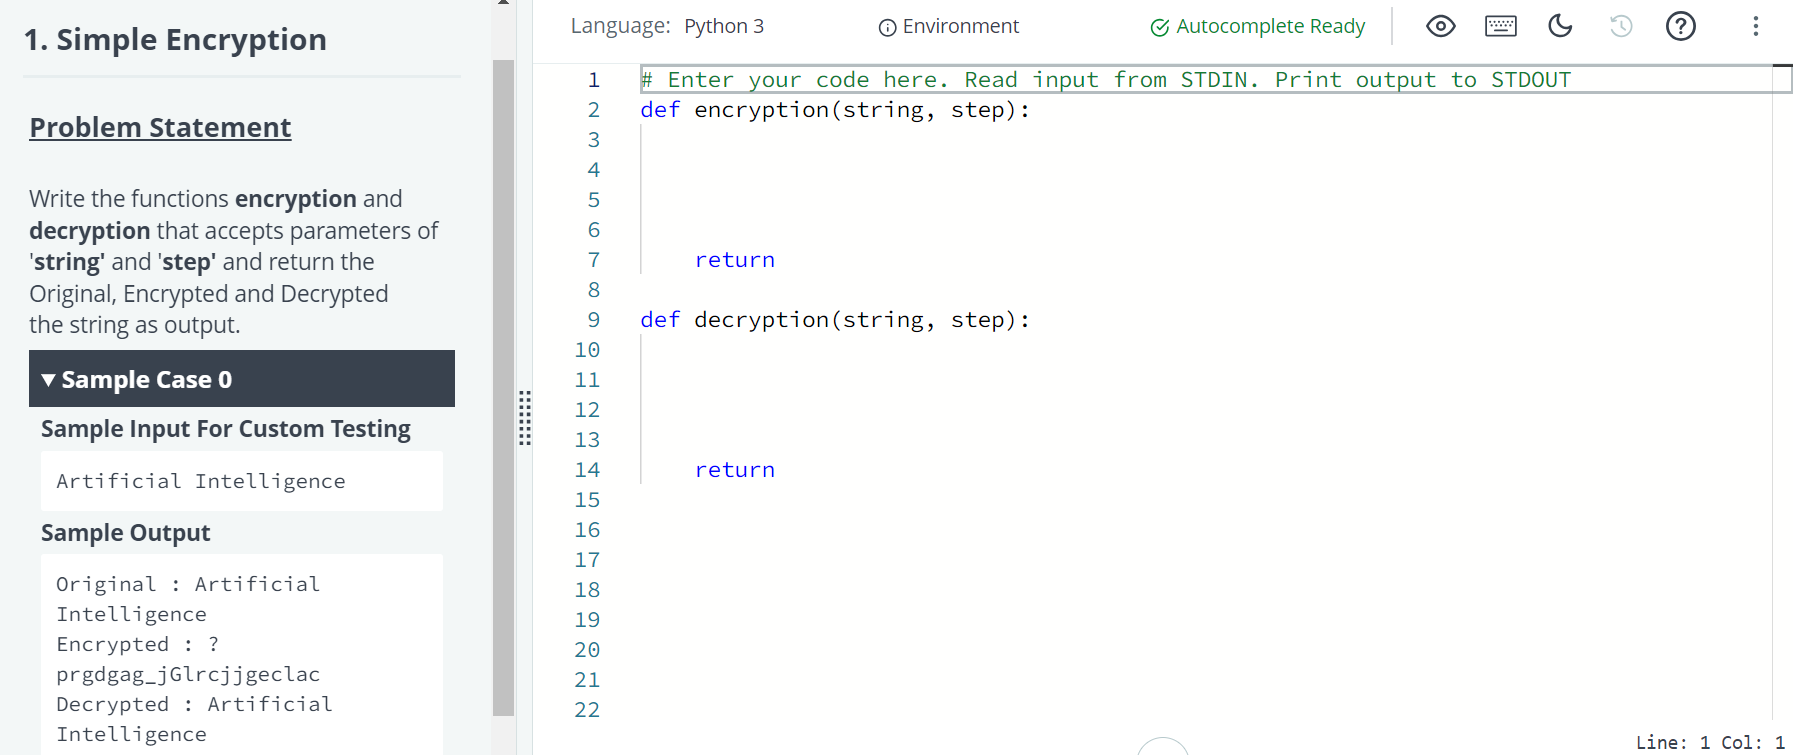 1. Simple Encryption
Problem Statement
Write the functions encryption and
decryption that accepts parameters of
'string' and 'step' and return the
Original, Encrypted and Decrypted
the string as output.
▼ Sample Case 0
Sample Input For Custom Testing
Artificial Intelligence
Sample Output
Original : Artificial
Intelligence
Encrypted : ?
prgdgag_jGlrcjjgeclac
Decrypted : Artificial
Intelligence
Language: Python 3
Environment
Autocomplete Ready
1 # Enter your code here. Read input from STDIN. Print output to STDOUT
2 def encryption(string, step):
3
4
5
6
7 return
8
9 def decryption(string, step):
10
11
12
13
14 return
15
16
17
18
19
20
21
22
Line: 1 Col: 1